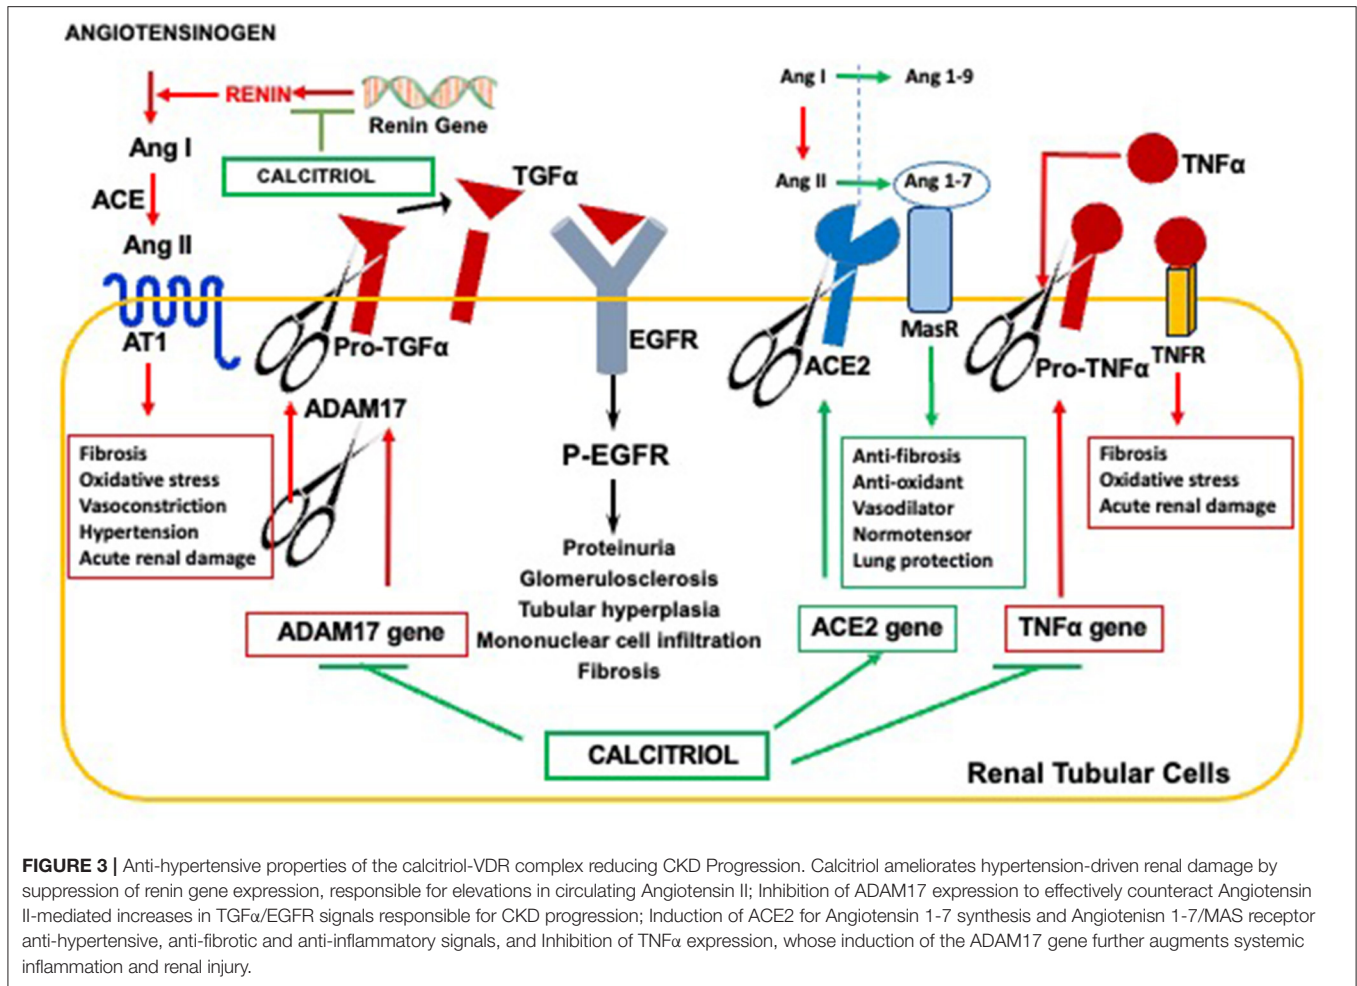 ANGIOTENSINOGEN
RENIN
Renin Gene
Ang I
CALCITRIOL
ACE
Ang II
AT1
TGFα
Pro-TGFα
EGFR
ADAM17
Fibrosis
Oxidative stress
Vasoconstriction
Hypertension
Acute renal damage
ADAM17 gene
P-EGFR
Proteinuria
Glomerulosclerosis
Tubular hyperplasia
Mononuclear cell infiltration
Fibrosis
Ang I
Ang 1-9
Ang II
Ang 1-7
MasR
ACE2
Anti-fibrosis
Anti-oxidant
Vasodilator
Normotensor
Lung protection
ACE2 gene
TNFα
Pro-TNFα
TNFR
Fibrosis
Oxidative stress
Acute renal damage
TNFα gene
CALCITRIOL
Renal Tubular Cells
FIGURE 3 | Anti-hypertensive properties of the calcitriol-VDR complex reducing CKD Progression. Calcitriol ameliorates hypertension-driven renal damage by
suppression of renin gene expression, responsible for elevations in circulating Angiotensin II; Inhibition of ADAM17 expression to effectively counteract Angiotensin
II-mediated increases in TGFα/EGFR signals responsible for CKD progression; Induction of ACE2 for Angiotensin 1-7 synthesis and Angiotenisn 1-7/MAS receptor
anti-hypertensive, anti-fibrotic and anti-inflammatory signals, and Inhibition of TNFα expression, whose induction of the ADAM17 gene further augments systemic
inflammation and renal injury.